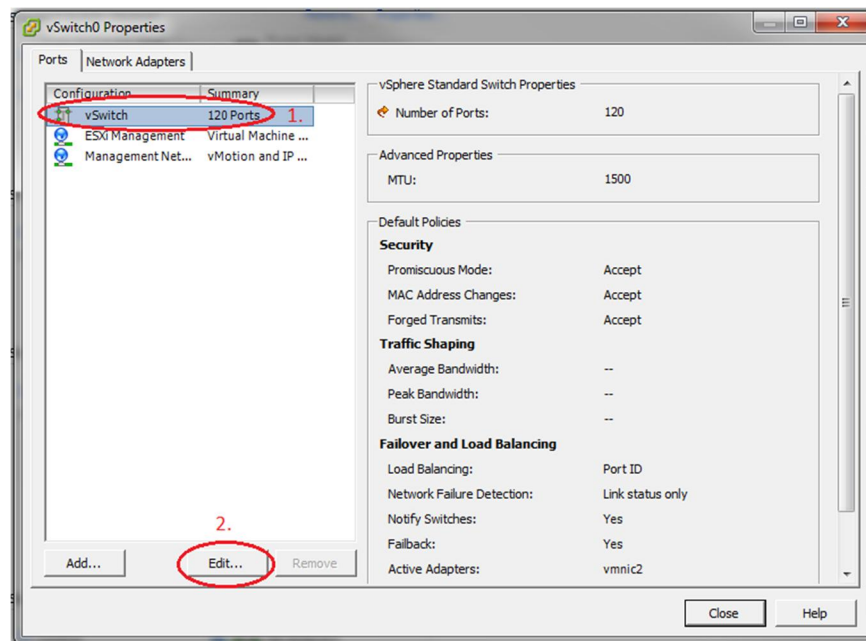 vSwitch0 Properties
Ports
Network Adapters
Configuration Summary
vSwitch 120 Ports 1.
ESXi Management Virtual Machine ...
Management Net... vMotion and IP ...
2.
Add... Edit... Remove
vSphere Standard Switch Properties
Number of Ports: 120
Advanced Properties
MTU: 1500
Default Policies
Security
Promiscuous Mode: Accept
MAC Address Changes: Accept
Forged Transmits: Accept
Traffic Shaping
Average Bandwidth: --
Peak Bandwidth: --
Burst Size: --
Failover and Load Balancing
Load Balancing: Port ID
Network Failure Detection: Link status only
Notify Switches: Yes
Failback: Yes
Active Adapters: vmnic2
Close Help